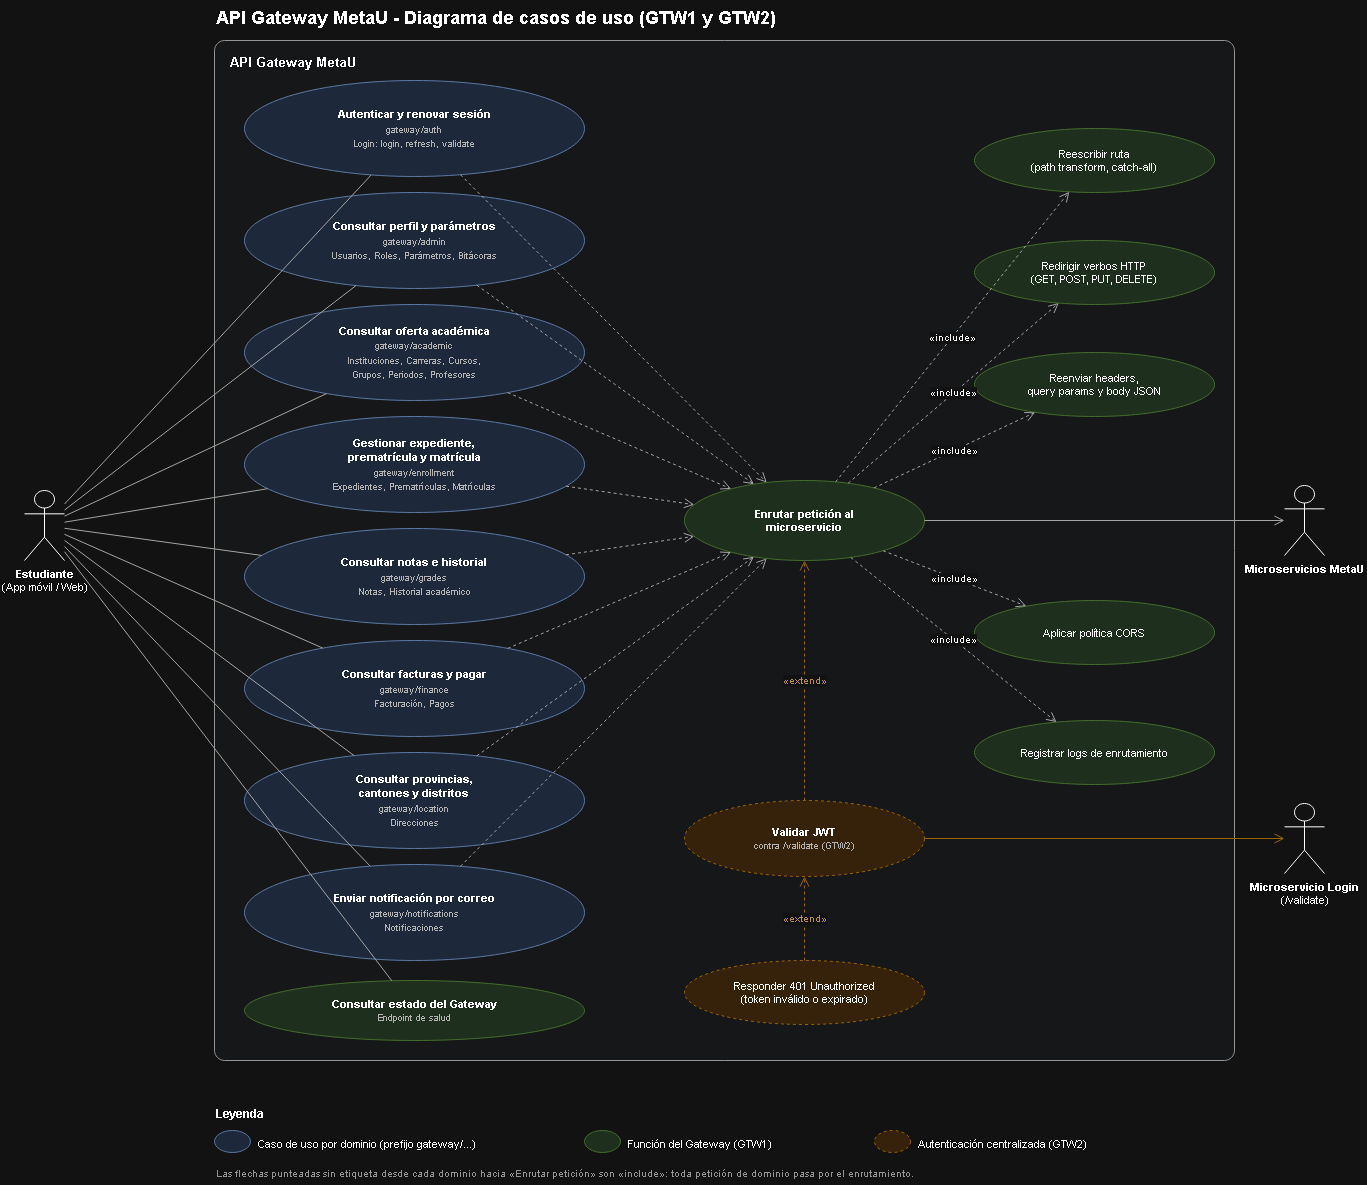 API Gateway MetaU - Diagrama de casos de uso (GTW1 y GTW2)
API Gateway MetaU
Autenticar y renovar sesión
gateway/auth
Login: login, refresh, validate
Consultar perfil y parámetros
gateway/admin
Usuarios, Roles, Parámetros, Bitácoras
Consultar oferta académica
gateway/academic
Instituciones, Carreras, Cursos,
Grupos, Periodos, Profesores
Gestionar expediente,
prematrícula y matrícula
gateway/enrollment
Expedientes, Prematrículas, Matrículas
Consultar notas e historial
gateway/grades
Notas, Historial académico
Consultar facturas y pagar
gateway/finance
Facturación, Pagos
Consultar provincias,
cantones y distritos
gateway/location
Direcciones
Enviar notificación por correo
gateway/notifications
Notificaciones
Consultar estado del Gateway
Endpoint de salud
Estudiante
(App móvil / Web)
Enrutar petición al
microservicio
«extend»
Validar JWT
contra /validate (GTW2)
«extend»
Responder 401 Unauthorized
(token inválido o expirado)
Reescribir ruta
(path transform, catch-all)
Redirigir verbos HTTP
(GET, POST, PUT, DELETE)
«include»
Reenviar headers,
query params y body JSON
«include»
«include»
«include»
Aplicar política CORS
«include»
Registrar logs de enrutamiento
Microservicios MetaU
Microservicio Login
(/validate)
Leyenda
Caso de uso por dominio (prefijo gateway/...)
Función del Gateway (GTW1)
Autenticación centralizada (GTW2)
Las flechas punteadas sin etiqueta desde cada dominio hacia «Enrutar petición» son «include»: toda petición de dominio pasa por el enrutamiento.